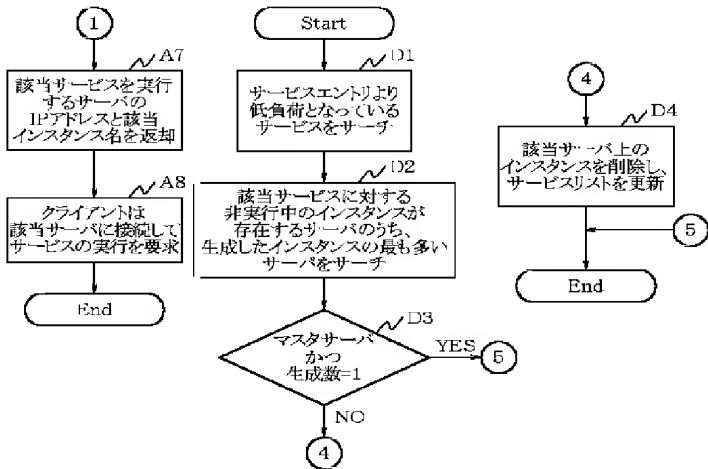 1
A7
該当サービスを実行
するサーバの
IPアドレスと該当
インスタンス名を返却
A8
クライアントは
該当サーバに接続して
サービスの実行を要求
End
Start
D1
サービスエントリより
低負荷となっている
サービスをサーチ
D2
該当サービスに対する
非実行中のインスタンスが
存在するサーバのうち、
生成したインスタンスの最も多い
サーバをサーチ
D3
マスタサーバ
かつ
生成数=1
YES
5
NO
4
4
D4
該当サーバ上の
インスタンスを削除し、
サービスリストを更新
5
End